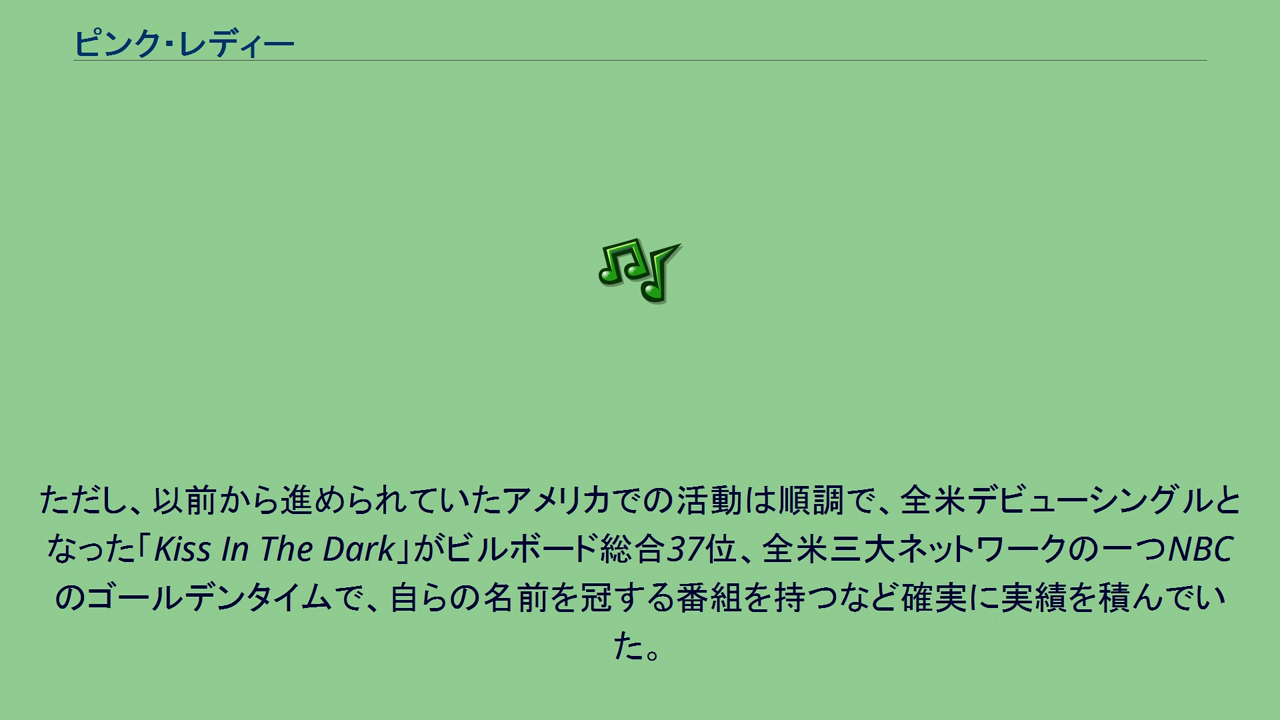 ピンク・レディー
ただし、以前から進められていたアメリカでの活動は順調で、全米デビューシングルと
なった「Kiss In The Dark」がビルボード総合37位、全米三大ネットワークの一つNBC
のゴールデンタイムで、自らの名前を冠する番組を持つなど確実に実績を積んでい
た。